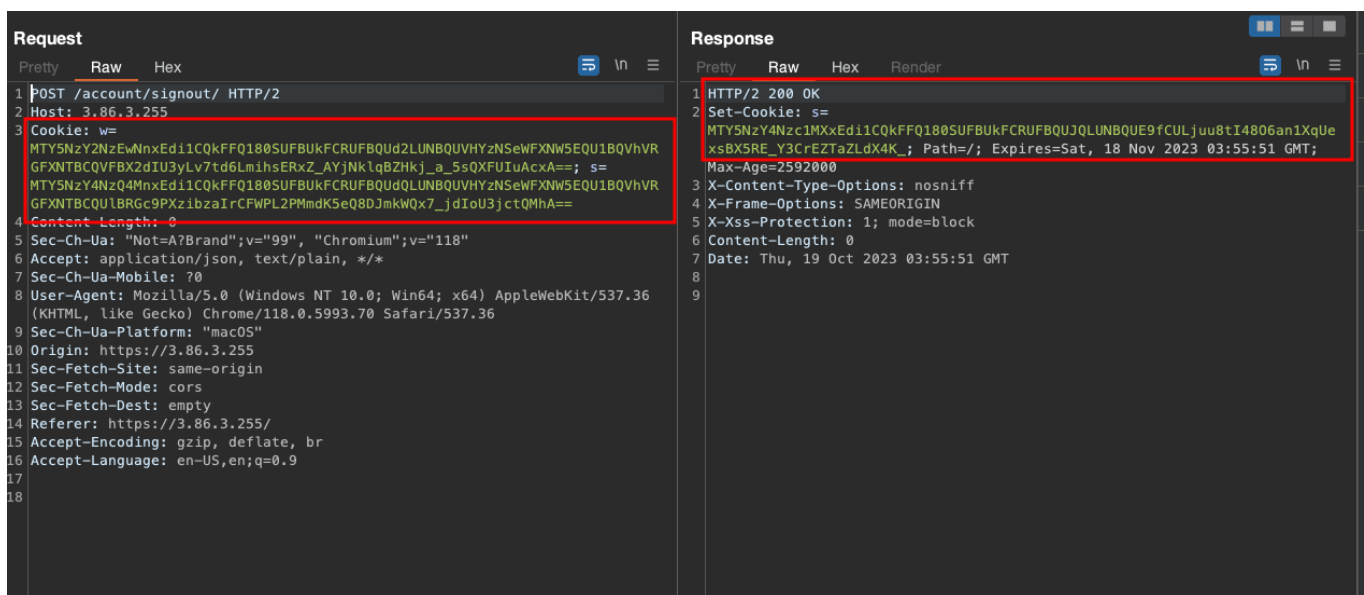 Request
Pretty Raw Hex \n
1 POST /account/signout/ HTTP/2
2 Host: 3.86.3.255
3 Cookie: w=
MTY5NzY2NzEwNnxEdi1CQkFFQ180SUFBUkFCRUFBQUd2LUNBQUVHYzNSeWFXNW5EQU1BQVhVR
GFXNTBCQVFBX2dIU3yLv7td6LmihsERxZ_AYjNklqBZHkj_a_5sQXFUIuAcxA==; s=
MTY5NzY4NzQ4MnxEdi1CQkFFQ180SUFBUkFCRUFBQUdQLUNBQUVHYzNSeWFXNW5EQU1BQVhVR
GFXNTBCQUlBRGc9PXzibzaIrCFWPL2PMmdK5eQ8DJmkWQx7_jdIoU3jctQMhA==
4 Content-Length: 0
5 Sec-Ch-Ua: "Not=A?Brand";v="99", "Chromium";v="118"
6 Accept: application/json, text/plain, */*
7 Sec-Ch-Ua-Mobile: ?0
8 User-Agent: Mozilla/5.0 (Windows NT 10.0; Win64; x64) AppleWebKit/537.36
(KHTML, like Gecko) Chrome/118.0.5993.70 Safari/537.36
9 Sec-Ch-Ua-Platform: "macOS"
10 Origin: https://3.86.3.255
11 Sec-Fetch-Site: same-origin
12 Sec-Fetch-Mode: cors
13 Sec-Fetch-Dest: empty
14 Referer: https://3.86.3.255/
15 Accept-Encoding: gzip, deflate, br
16 Accept-Language: en-US,en;q=0.9
17
18
Response
Pretty Raw Hex Render \n
1 HTTP/2 200 OK
2 Set-Cookie: s=
MTY5NzY4Nzc1MXxEdi1CQkFFQ180SUFBUkFCRUFBQUJQLUNBQUE9fCULjuu8tI48O6an1XqUe
xsBX5RE_Y3CrEZTaZLdX4K_; Path=/; Expires=Sat, 18 Nov 2023 03:55:51 GMT;
Max-Age=2592000
3 X-Content-Type-Options: nosniff
4 X-Frame-Options: SAMEORIGIN
5 X-Xss-Protection: 1; mode=block
6 Content-Length: 0
7 Date: Thu, 19 Oct 2023 03:55:51 GMT
8
9